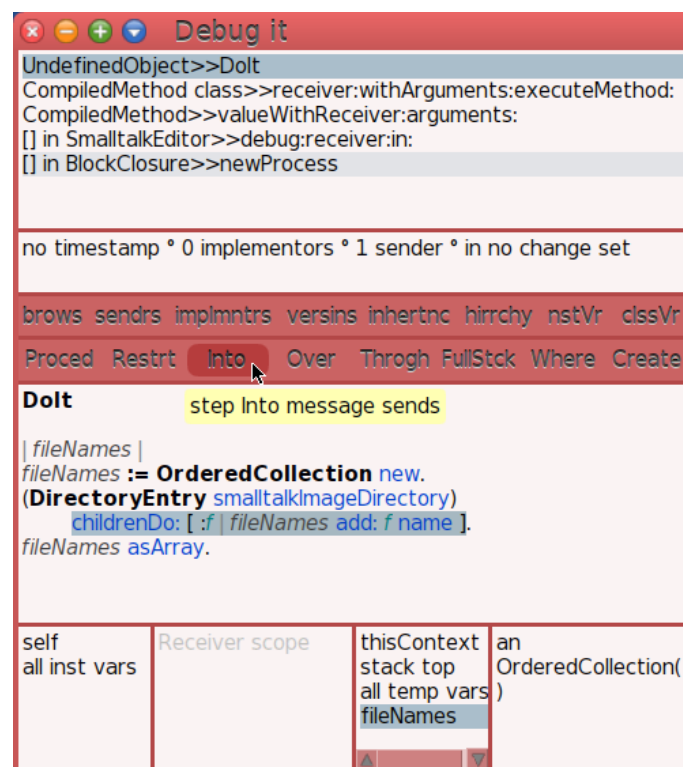 Debug it
UndefinedObject>>DoIt
CompiledMethod class>>receiver:withArguments:executeMethod:
CompiledMethod>>valueWithReceiver:arguments:
[] in SmalltalkEditor>>debug:receiver:in:
[] in BlockClosure>>newProcess
no timestamp ° 0 implementors ° 1 sender ° in no change set
brows sendrs implmntrs versins inhertnc hirrchy nstVr clssVr
Proced Restrt Into Over Throgh FullStck Where Create
DoIt
step Into message sends
| fileNames |
fileNames := OrderedCollection new.
(DirectoryEntry smalltalkImageDirectory)
childrenDo: [ :f | fileNames add: f name ].
fileNames asArray.
self
all inst vars
Receiver scope
thisContext
stack top
all temp vars
fileNames
an
OrderedCollection(
)